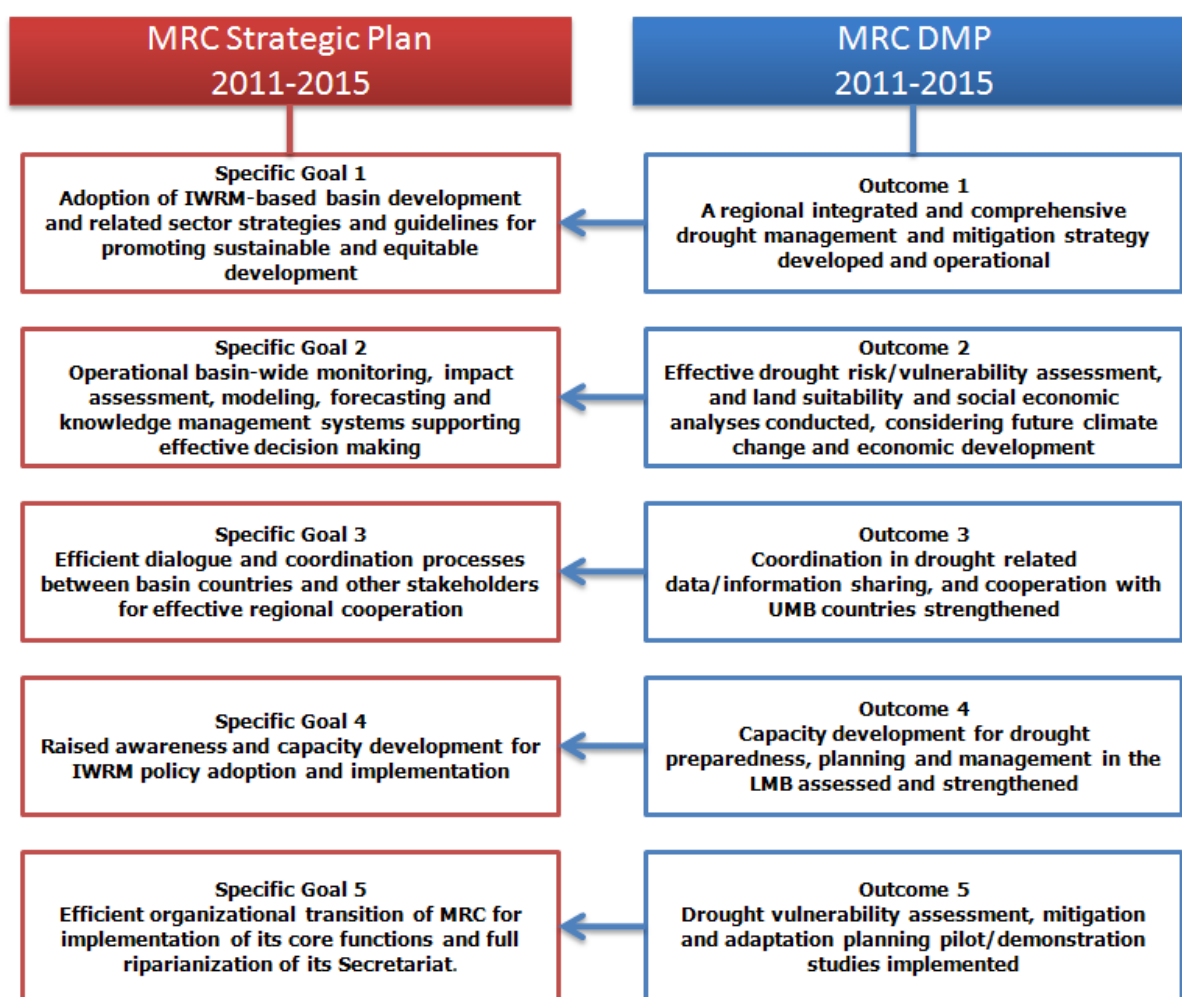 MRC Strategic Plan
2011-2015
MRC DMP
2011-2015
Specific Goal 1
Adoption of IWRM-based basin development
and related sector strategies and guidelines for
promoting sustainable and equitable
development
Outcome 1
A regional integrated and comprehensive
drought management and mitigation strategy
developed and operational
Specific Goal 2
Operational basin-wide monitoring, impact
assessment, modeling, forecasting and
knowledge management systems supporting
effective decision making
Outcome 2
Effective drought risk/vulnerability assessment,
and land suitability and social economic
analyses conducted, considering future climate
change and economic development
Specific Goal 3
Efficient dialogue and coordination processes
between basin countries and other stakeholders
for effective regional cooperation
Outcome 3
Coordination in drought related
data/information sharing, and cooperation with
UMB countries strengthened
Specific Goal 4
Raised awareness and capacity development for
IWRM policy adoption and implementation
Outcome 4
Capacity development for drought
preparedness, planning and management in the
LMB assessed and strengthened
Specific Goal 5
Efficient organizational transition of MRC for
implementation of its core functions and full
riparianization of its Secretariat.
Outcome 5
Drought vulnerability assessment, mitigation
and adaptation planning pilot/demonstration
studies implemented